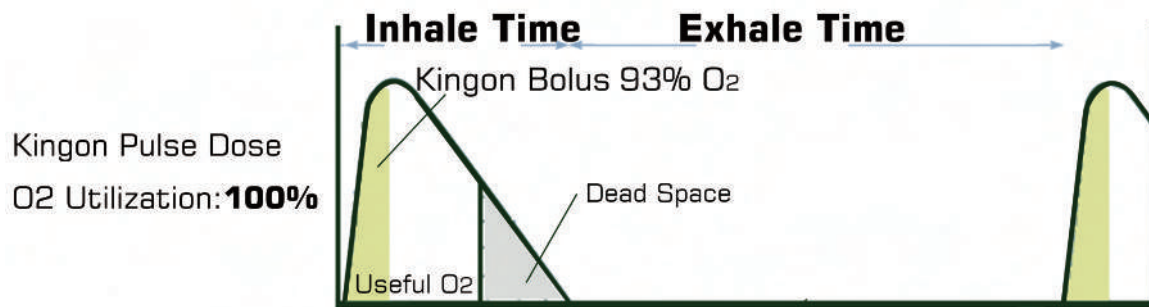 Inhale Time
Exhale Time
Kingon Bolus 93% O₂
Kingon Pulse Dose
O2 Utilization:100%
Dead Space
Useful O₂